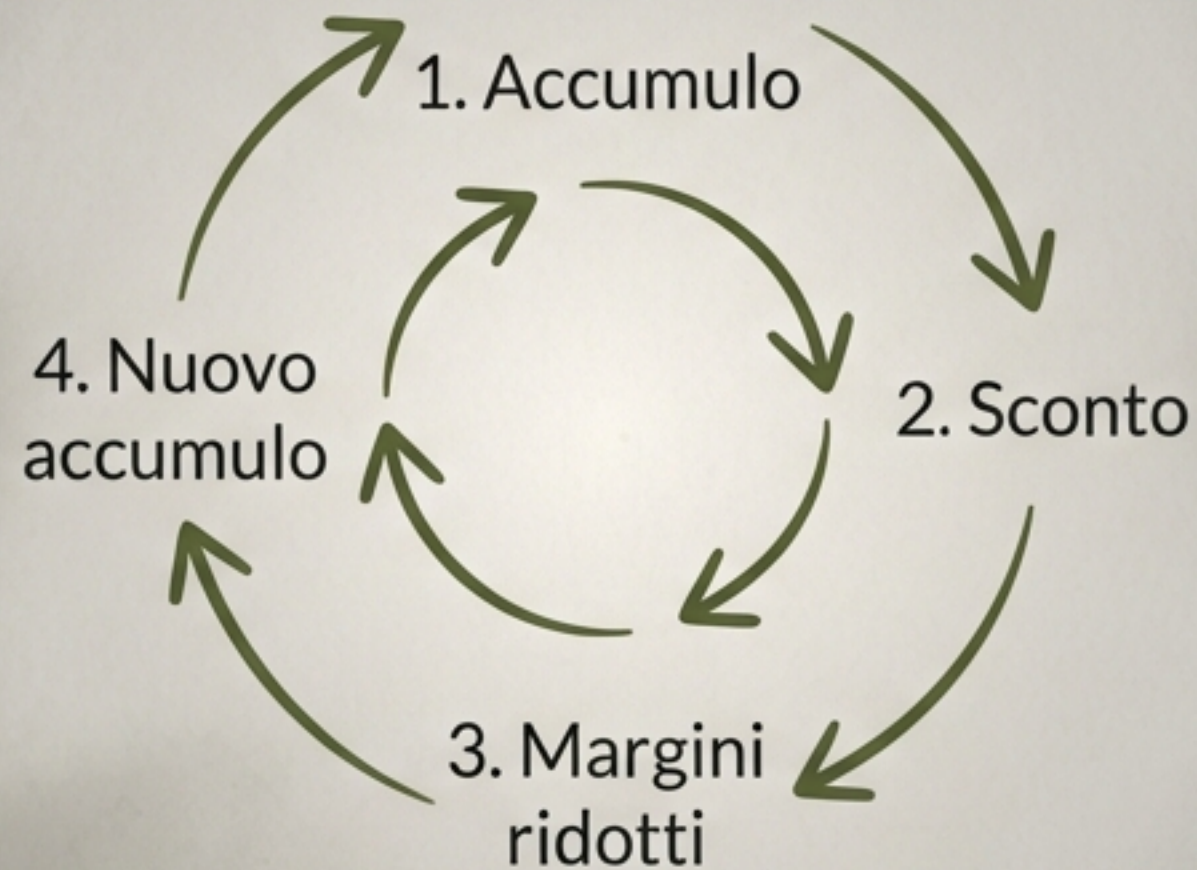 1. Accumulo
2. Sconto
3. Margini
ridotti
4. Nuovo
accumulo